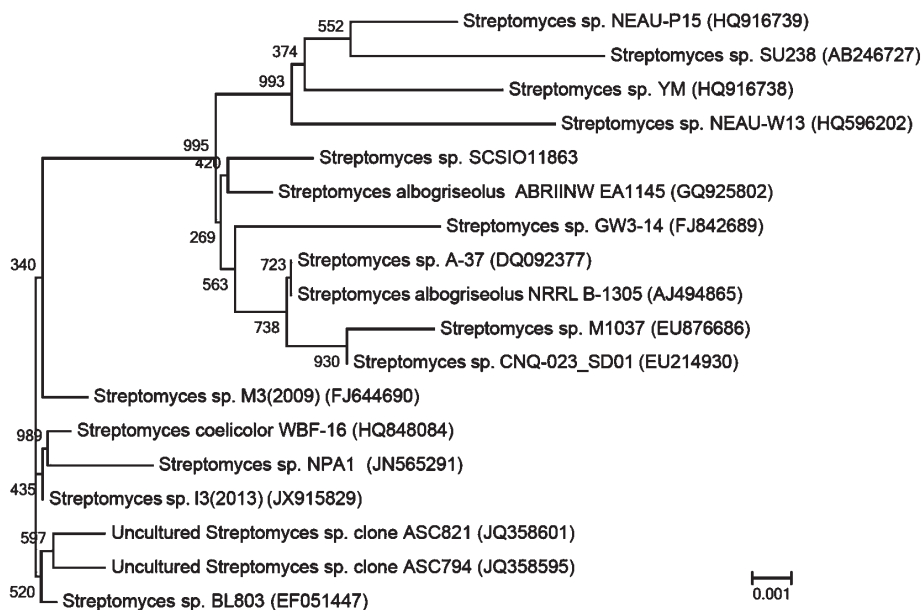 552
Streptomyces sp. NEAU-P15 (HQ916739)
374
Streptomyces sp. SU238 (AB246727)
993
Streptomyces sp. YM (HQ916738)
Streptomyces sp. NEAU-W13 (HQ596202)
995
420
Streptomyces sp. SCSIO11863
Streptomyces albogriseolus ABRIINW EA1145 (GQ925802)
269
Streptomyces sp. GW3-14 (FJ842689)
340
723
Streptomyces sp. A-37 (DQ092377)
563
Streptomyces albogriseolus NRRL B-1305 (AJ494865)
738
Streptomyces sp. M1037 (EU876686)
930
Streptomyces sp. CNQ-023_SD01 (EU214930)
Streptomyces sp. M3(2009) (FJ644690)
989
Streptomyces coelicolor WBF-16 (HQ848084)
Streptomyces sp. NPA1 (JN565291)
435
Streptomyces sp. I3(2013) (JX915829)
597
Uncultured Streptomyces sp. clone ASC821 (JQ358601)
Uncultured Streptomyces sp. clone ASC794 (JQ358595)
520
Streptomyces sp. BL803 (EF051447)
0.001